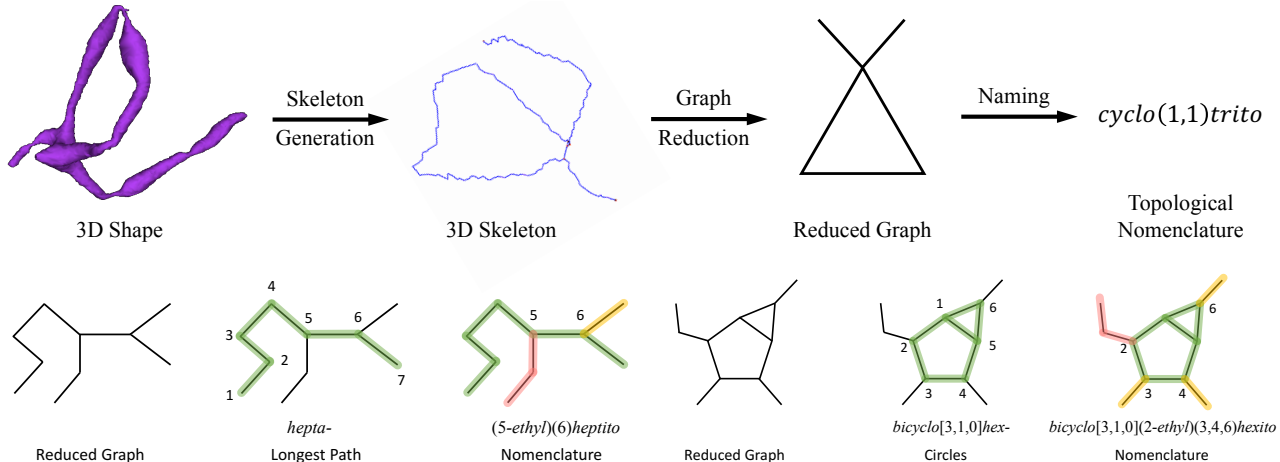 Skeleton
Generation
Graph
Reduction
Naming
cyclo(1,1)trito
3D Shape
3D Skeleton
Reduced Graph
Topological
Nomenclature
4
3
2
1
5
6
7
5
6
1
2
3
4
5
6
2
3
4
6
hepta-
(5-ethyl)(6)heptito
bicyclo[3,1,0]hex-
bicyclo[3,1,0](2-ethyl)(3,4,6)hexito
Reduced Graph
Longest Path
Nomenclature
Reduced Graph
Circles
Nomenclature